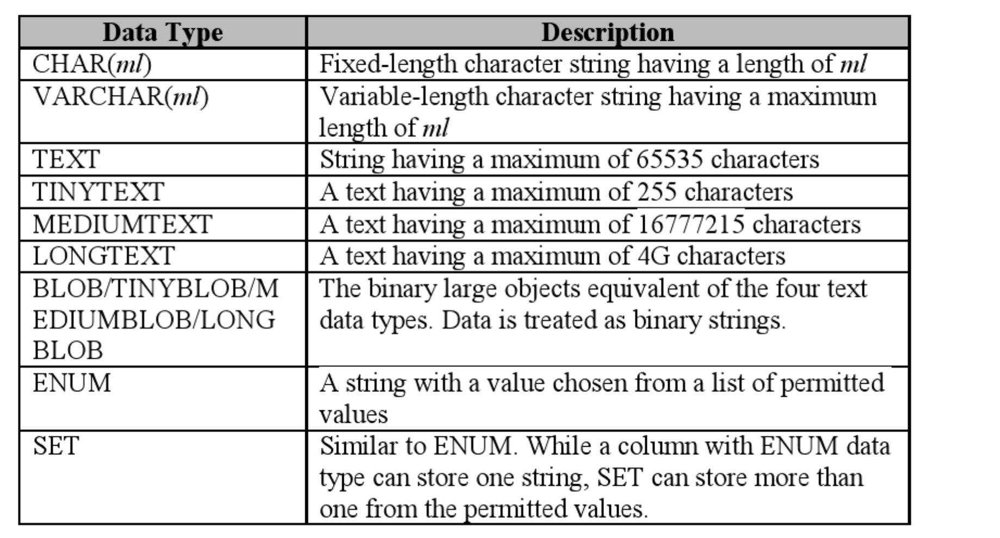 Data Type Description
CHAR(ml) Fixed-length character string having a length of ml
VARCHAR(ml) Variable-length character string having a maximum
length of ml
TEXT String having a maximum of 65535 characters
TINYTEXT A text having a maximum of 255 characters
MEDIUMTEXT A text having a maximum of 16777215 characters
LONGTEXT A text having a maximum of 4G characters
BLOB/TINYBLOB/M The binary large objects equivalent of the four text
EDIUMBLOB/LONG data types. Data is treated as binary strings.
BLOB
ENUM A string with a value chosen from a list of permitted
values
SET Similar to ENUM. While a column with ENUM data
type can store one string, SET can store more than
one from the permitted values.